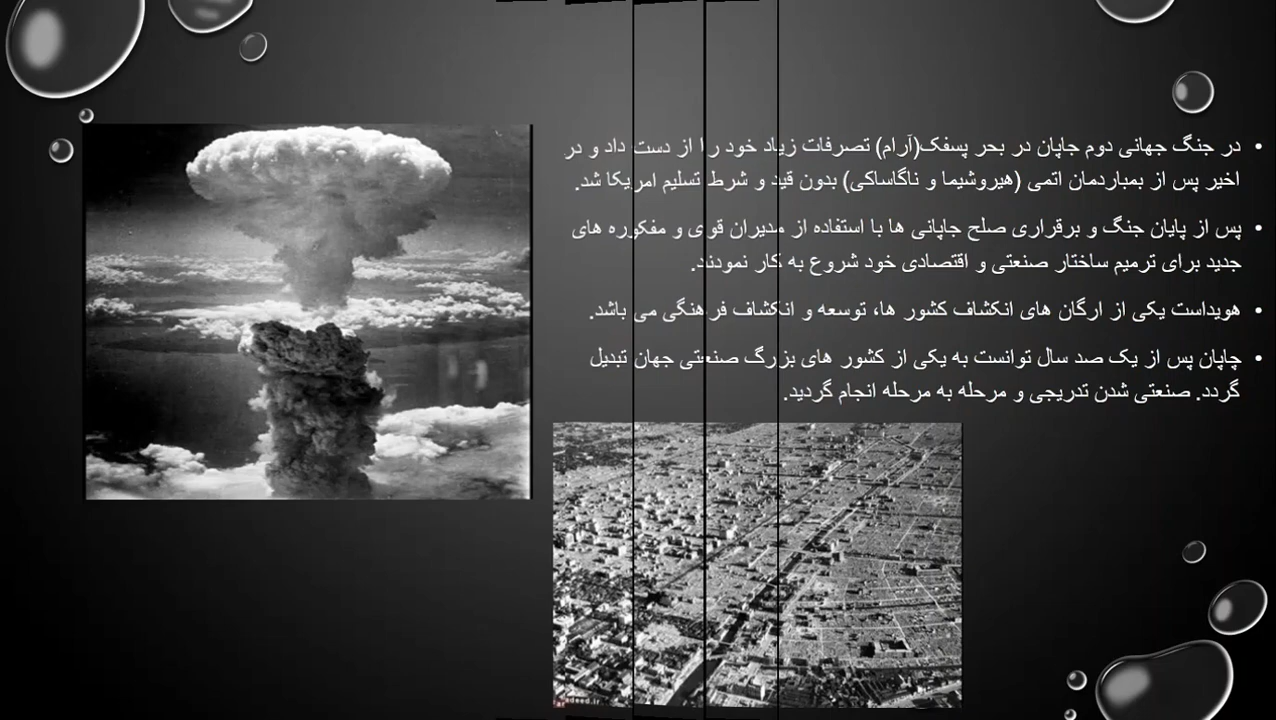 • در جنگ جهانی دوم جاپان در بحر پسفک(آرام) تصرفات زیاد خود را از دست داد و در
اخیر پس از بمباردمان اتمی (هیروشیما و ناگاساکی) بدون قید و شرط تسلیم امریکا شد.
• پس از پایان جنگ و برقراری صلح جاپانی ها با استفاده از مدیران قوی و مفکوره های
جدید برای ترمیم ساختار صنعتی و اقتصادی خود شروع به کار نمودند.
• هویداست یکی از ارگان های انکشاف کشور ها، توسعه و انکشاف فرهنگی می باشد.
• جاپان پس از یک صد سال توانست به یکی از کشور های بزرگ صنعتی جهان تبدیل
گردد. صنعتی شدن تدریجی و مرحله به مرحله انجام گردید.